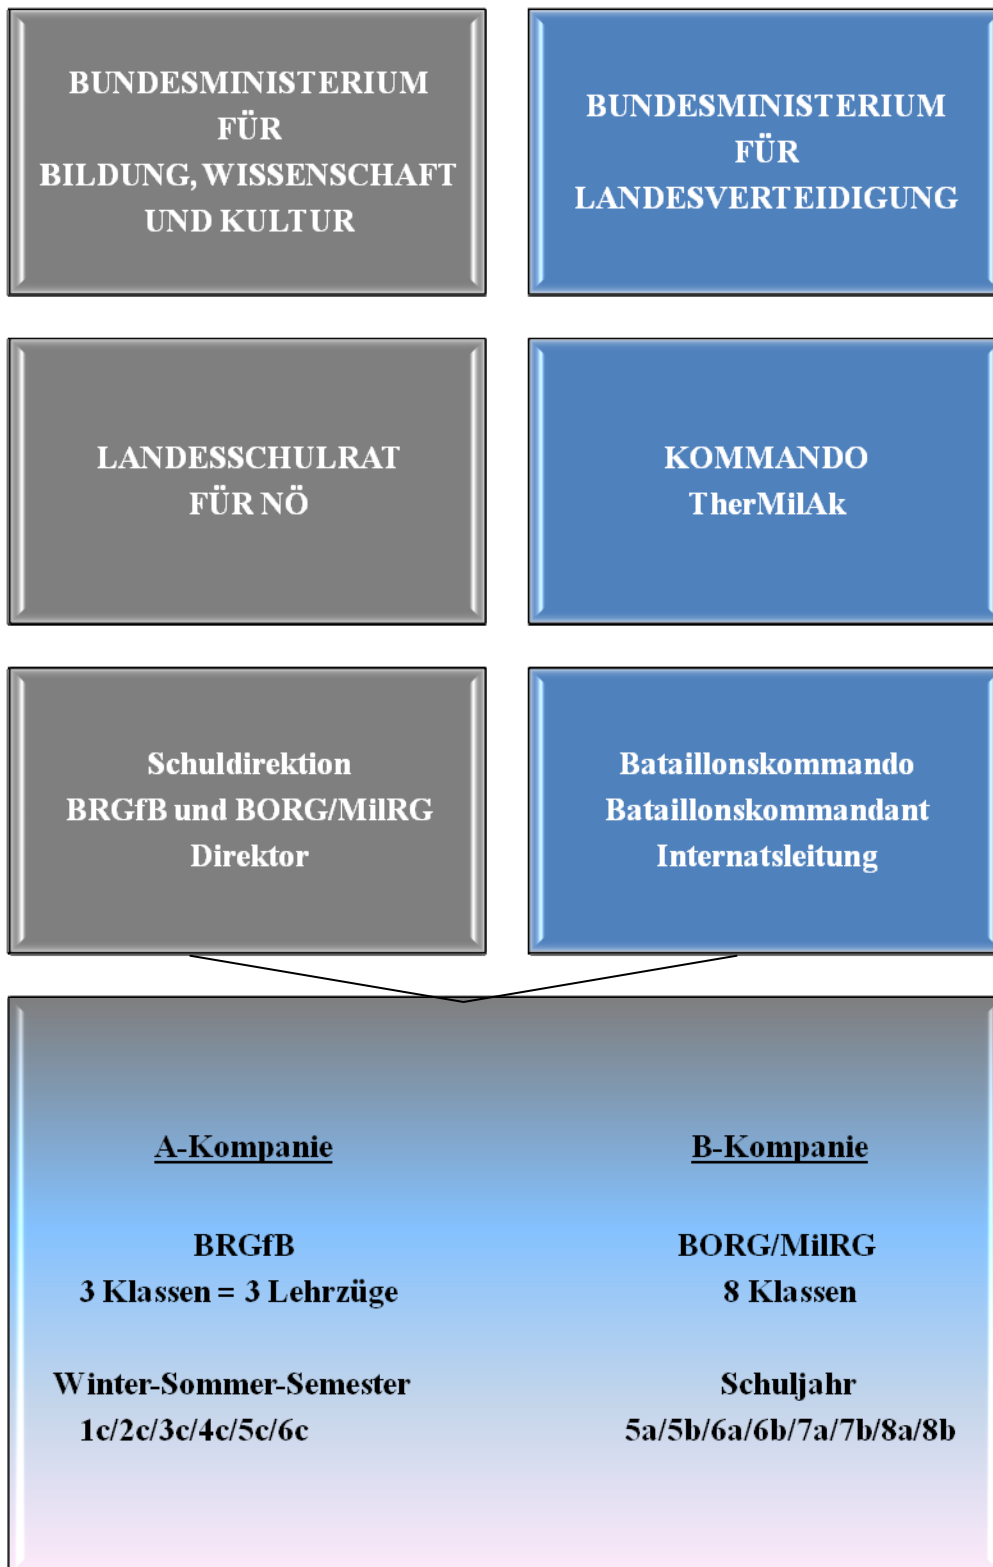 BUNDESMINISTERIUM
FÜR
BILDUNG, WISSENSCHAFT
UND KULTUR
BUNDESMINISTERIUM
FÜR
LANDESVERTEIDIGUNG
LANDESSCHULRAT
FÜR NÖ
KOMMANDO
TherMilAk
Schuldirektion
BRGfB und BORG/MilRG
Direktor
Bataillonskommando
Bataillonskommandant
Internatsleitung
A-Kompanie
BRGfB
3 Klassen = 3 Lehrzüge
Winter-Sommer-Semester
1c/2c/3c/4c/5c/6c
B-Kompanie
BORG/MilRG
8 Klassen
Schuljahr
5a/5b/6a/6b/7a/7b/8a/8b